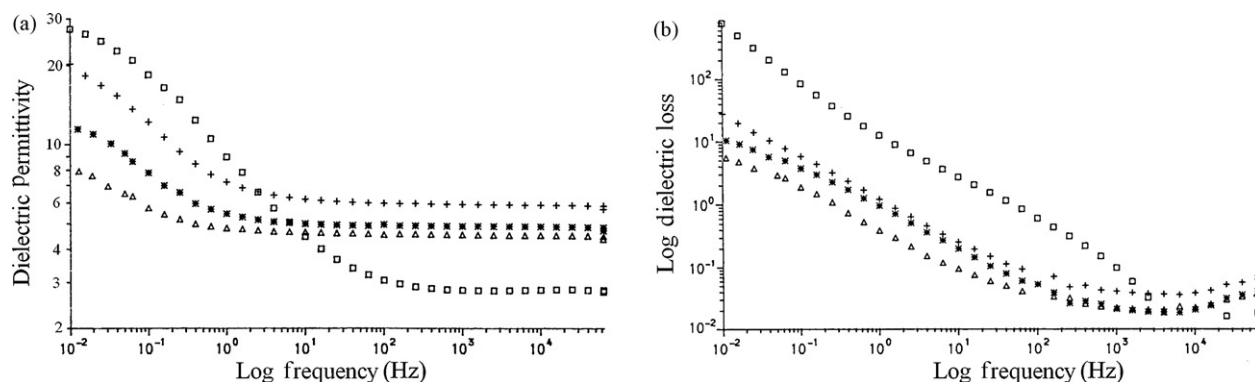 (a)
30
20
10
8
6
4
3
2
Dielectric Permittivity
10⁻² 10⁻¹ 10⁰ 10¹ 10² 10³ 10⁴
Log frequency (Hz)
(b)
10²
10¹
10⁰
10⁻¹
10⁻²
Log dielectric loss
10⁻² 10⁻¹ 10⁰ 10¹ 10² 10³ 10⁴
Log frequency (Hz)